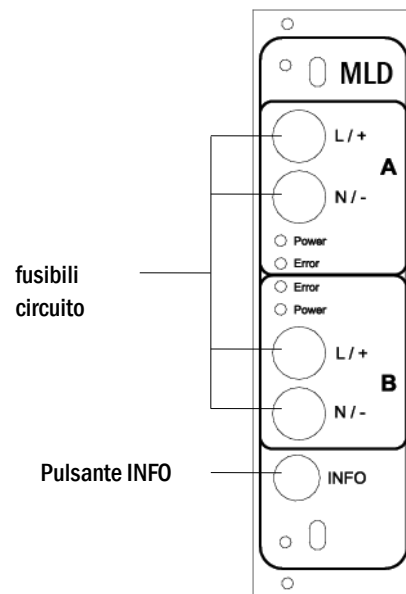 MLD
L / +
A
N / -
Power
Error
fusibili
circuito
Error
Power
L / +
B
N / -
Pulsante INFO
INFO